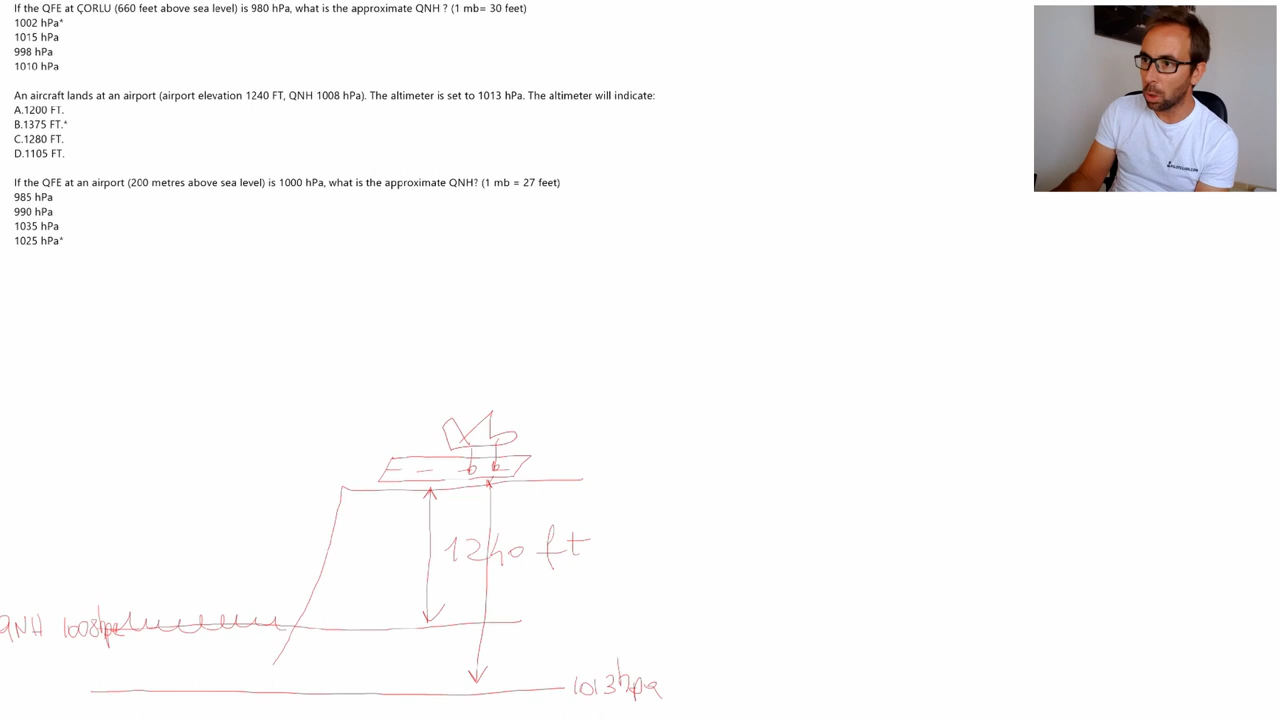 If the QFE at ÇORLU (660 feet above sea level) is 980 hPa, what is the approximate QNH ? (1 mb= 30 feet)
1002 hPa*
1015 hPa
998 hPa
1010 hPa
An aircraft lands at an airport (airport elevation 1240 FT, QNH 1008 hPa). The altimeter is set to 1013 hPa. The altimeter will indicate:
A.1200 FT.
B.1375 FT.*
C.1280 FT.
D.1105 FT.
If the QFE at an airport (200 metres above sea level) is 1000 hPa, what is the approximate QNH? (1 mb = 27 feet)
985 hPa
990 hPa
1035 hPa
1025 hPa*
1240 ft
QNH 1008hpa
1013hpa